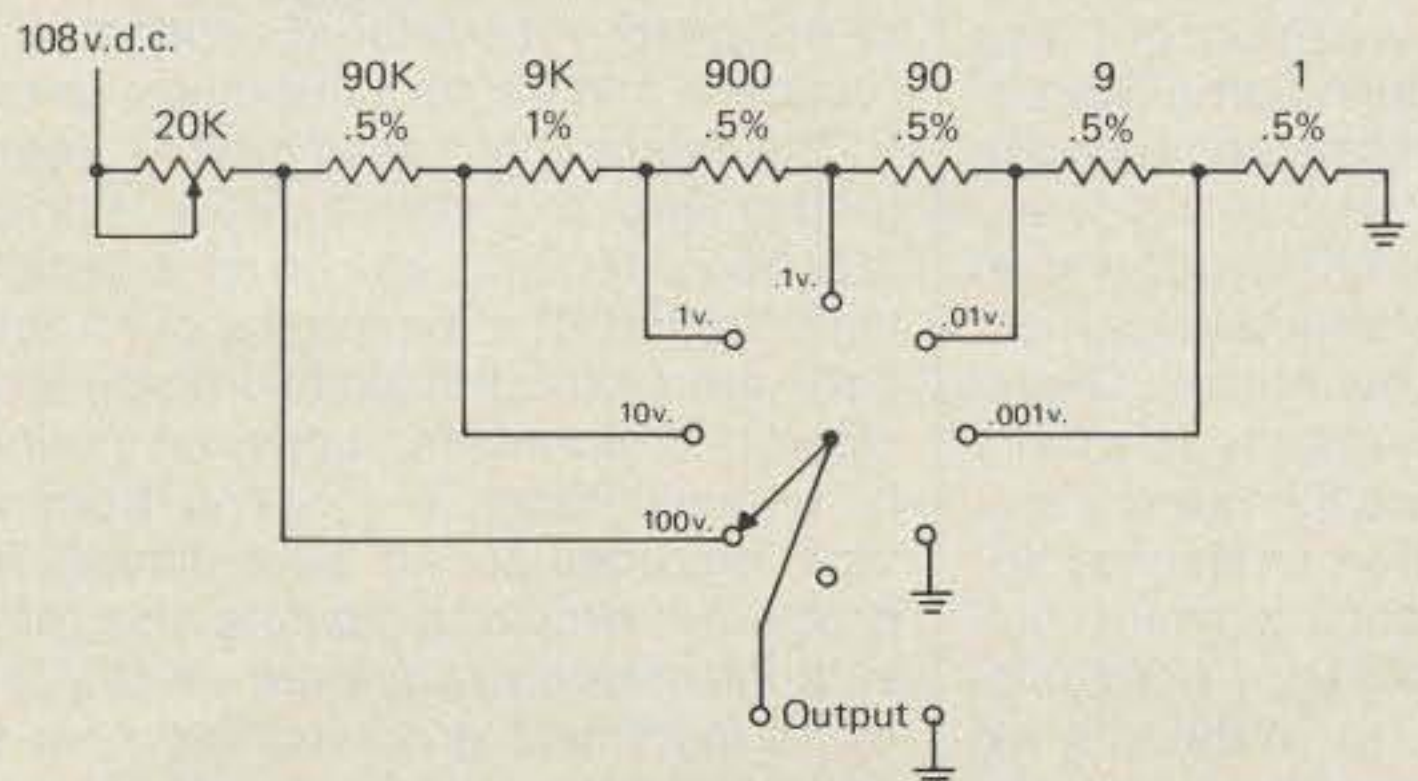 108 v.d.c.
20K
90K
.5%
9K
1%
900
.5%
90
.5%
9
.5%
1
.5%
.1v.
1v.
.01v.
10v.
.001v.
100v.
Output